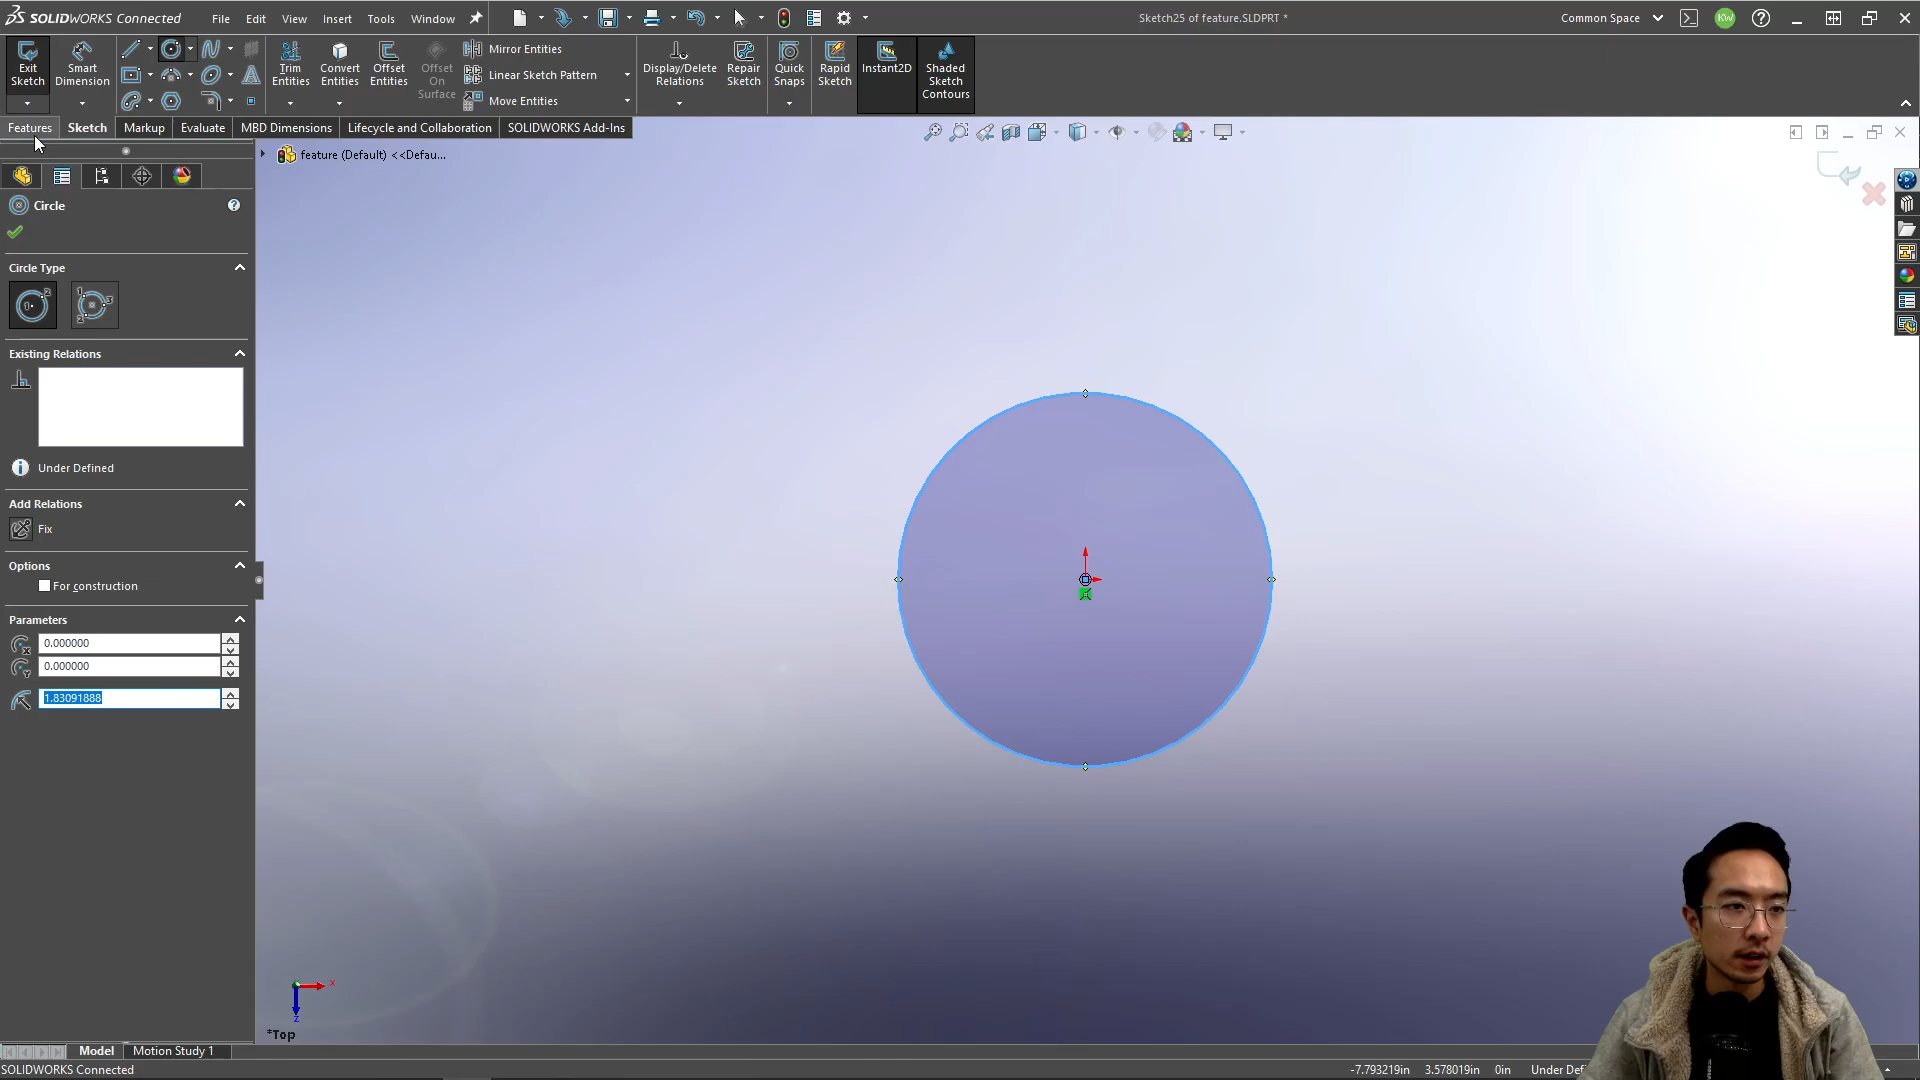 SOLIDWORKS Connected File Edit View Insert Tools Window
Sketch25 of feature.SLDPRT * Common Space KW
Exit Sketch
Smart Dimension
Trim Entities
Convert Entities
Offset Entities
Offset On Surface
Mirror Entities
Linear Sketch Pattern
Move Entities
Display/Delete Relations
Repair Sketch
Quick Snaps
Rapid Sketch
Instant2D
Shaded Sketch Contours
Features Sketch Markup Evaluate MBD Dimensions Lifecycle and Collaboration SOLIDWORKS Add-Ins
feature (Default) <<Defau...
Circle
Circle Type
Existing Relations
Under Defined
Add Relations
Fix
Options
For construction
Parameters
0.000000
0.000000
1.83091888
x
z
*Top
Model Motion Study 1
SOLIDWORKS Connected
-7.793219in 3.578019in 0in Under Def